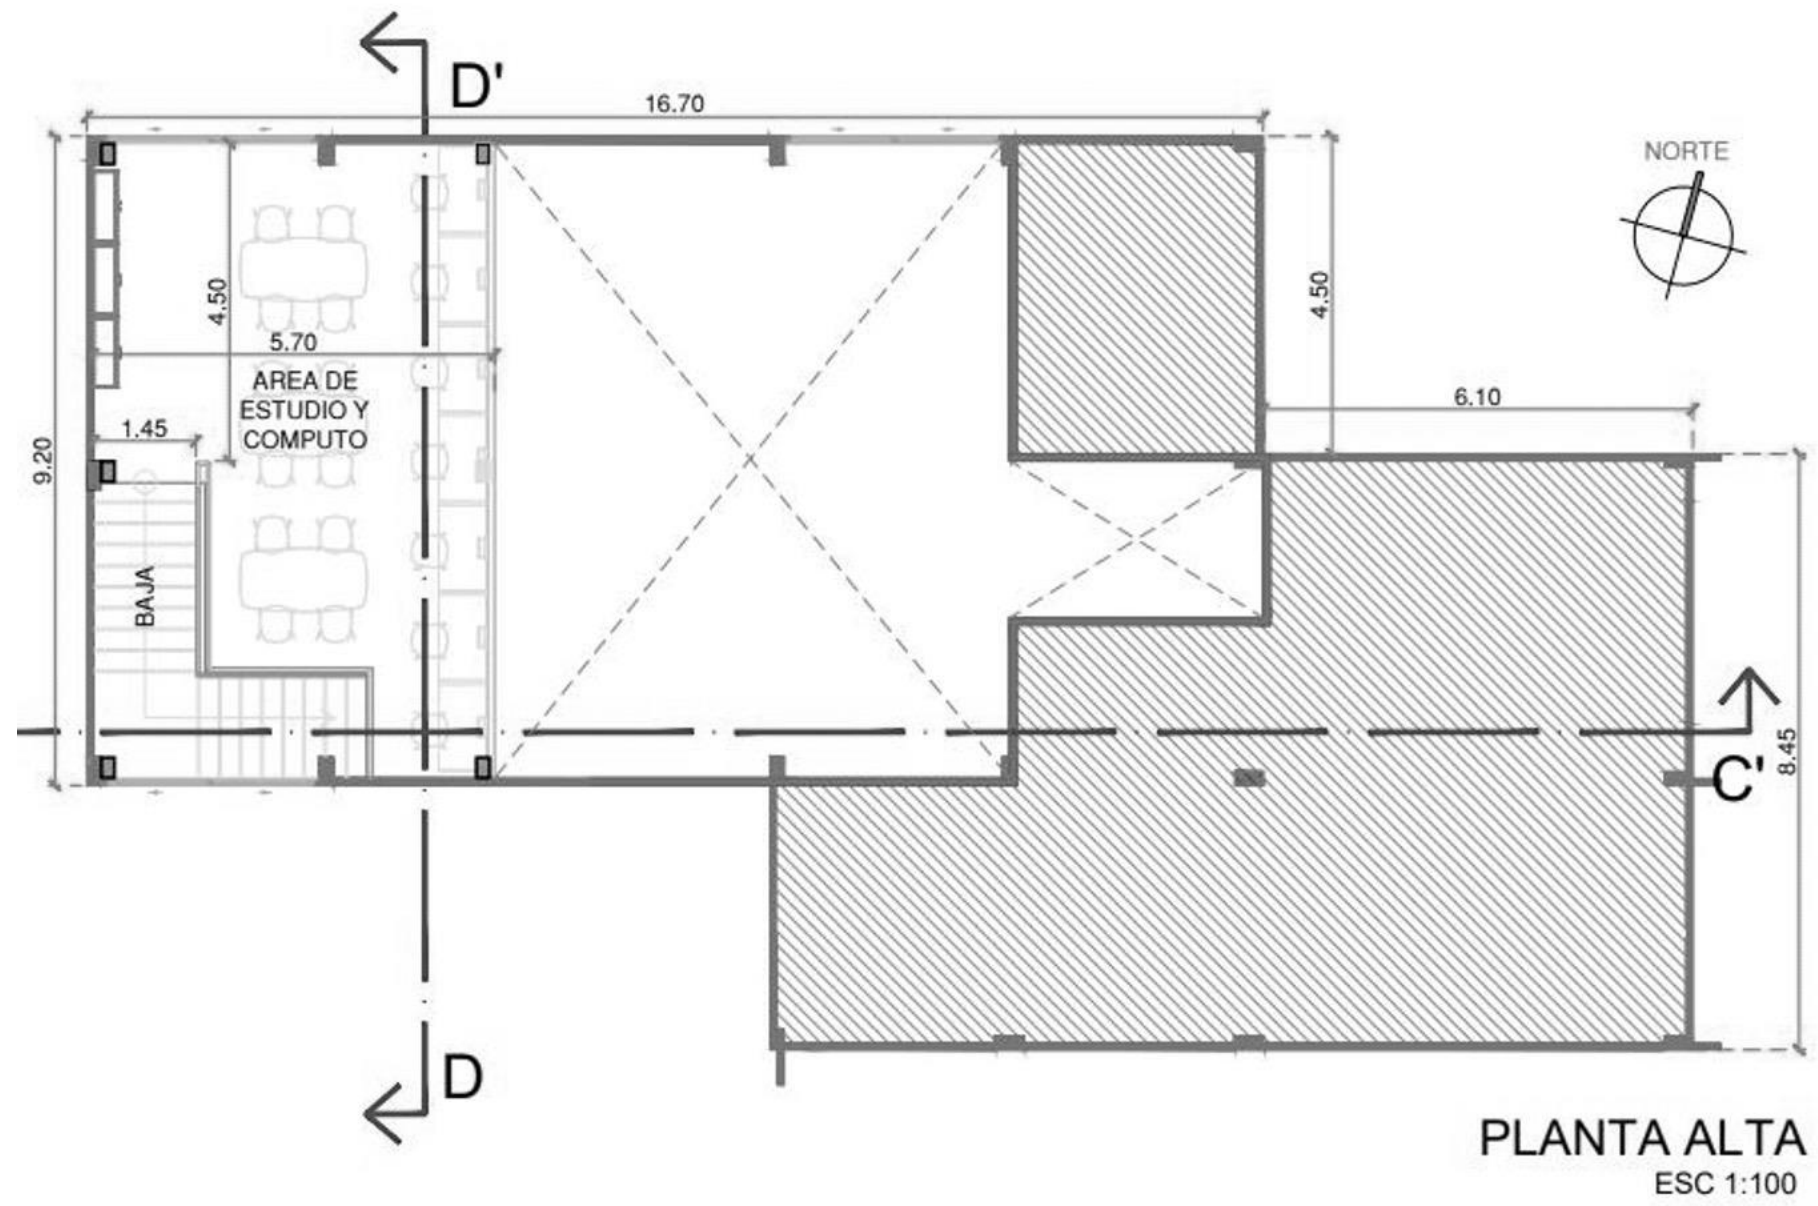 D'
16.70
NORTE
4.50
4.50
5.70
6.10
AREA DE
ESTUDIO Y
COMPUTO
1.45
9.20
BAJA
8.45
C'
D
PLANTA ALTA
ESC 1:100